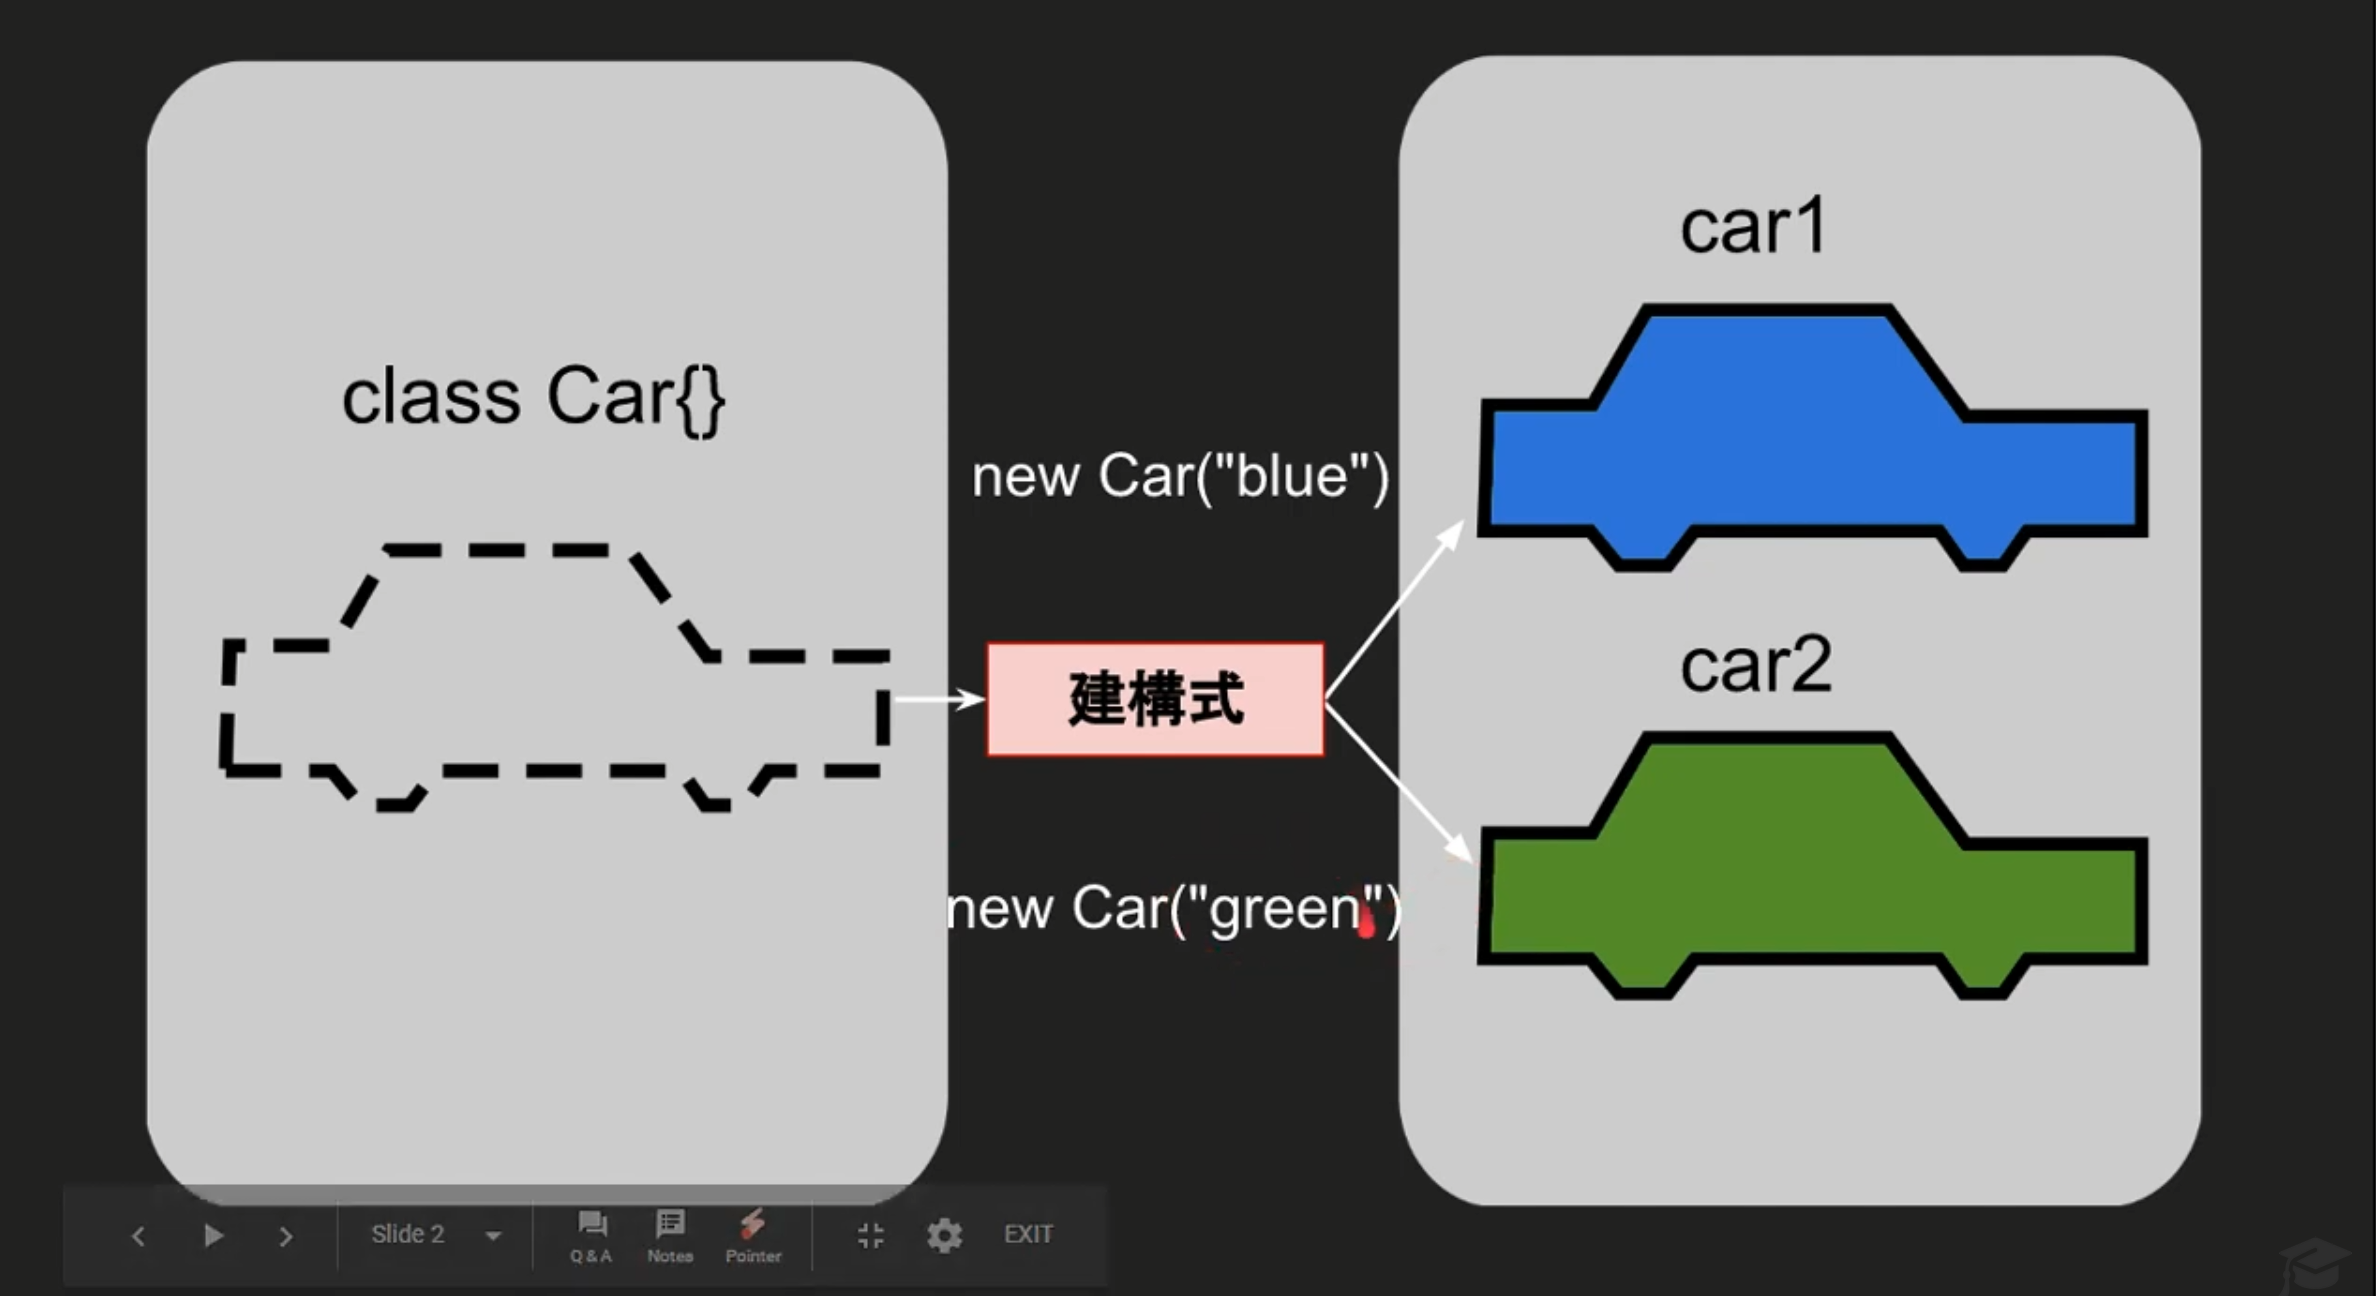 class Car{}
new Car("blue")
建構式
new Car("green")
car1
car2
Slide 2
Q & A
Notes
Pointer
EXIT